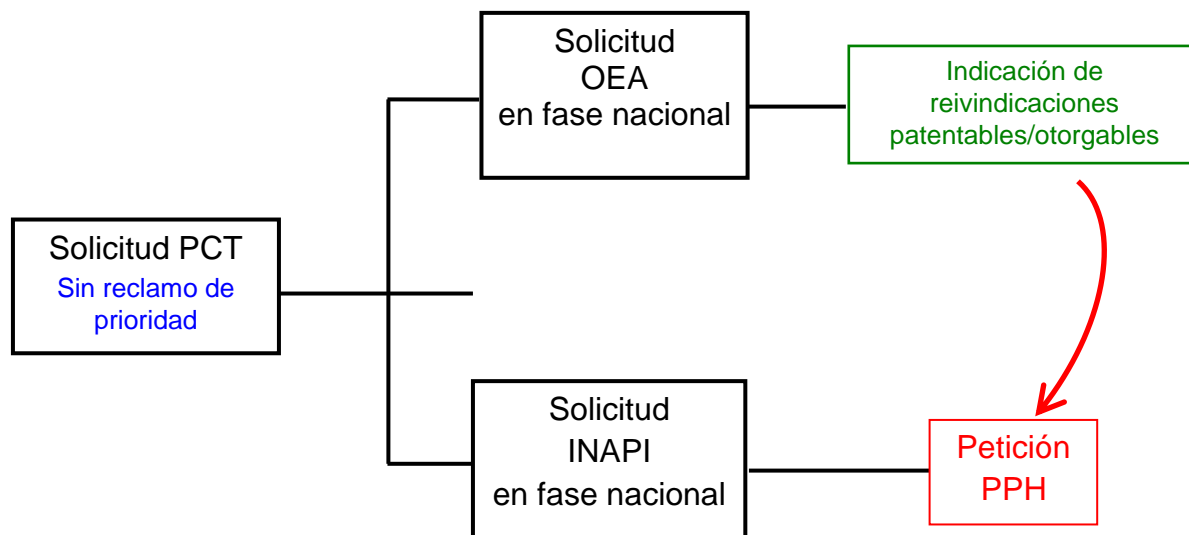 Solicitud
OEA
en fase nacional
Indicación de
reivindicaciones
patentables/otorgables
Solicitud PCT
Sin reclamo de
prioridad
Solicitud
INAPI
en fase nacional
Petición
PPH